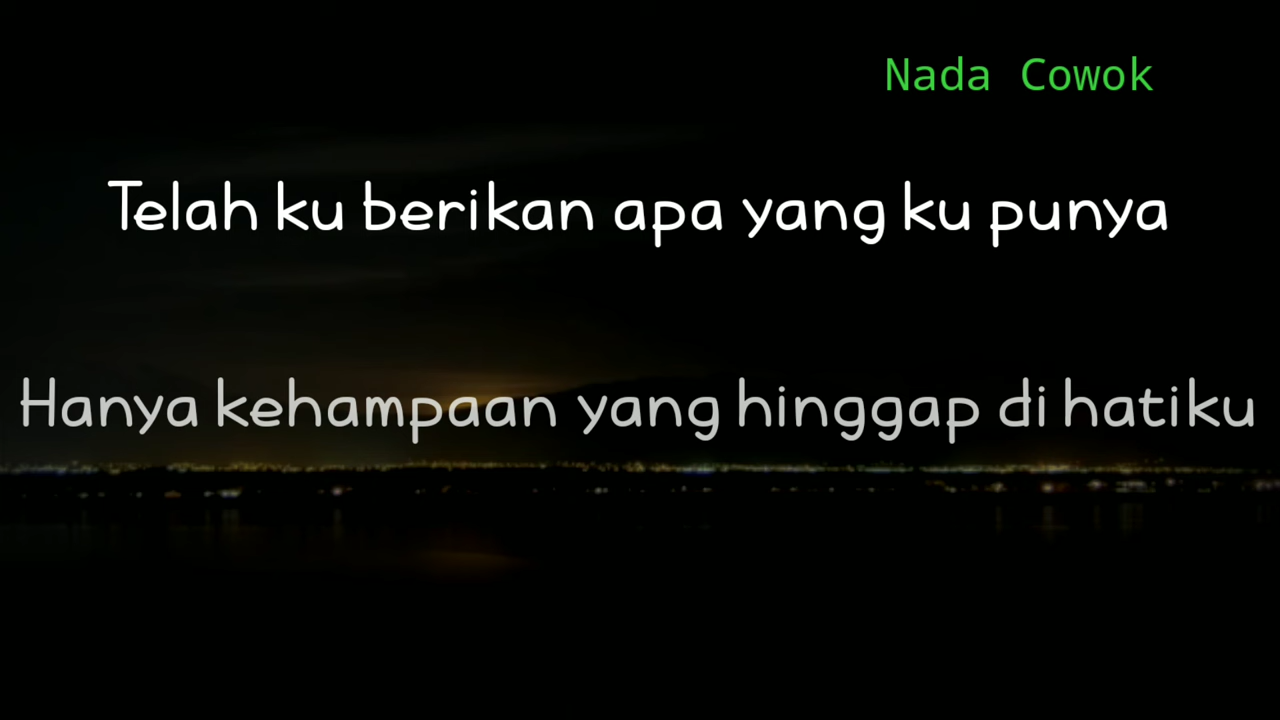 Nada Cowok
Telah ku berikan apa yang ku punya
Hanya kehampaan yang hinggap di hatiku